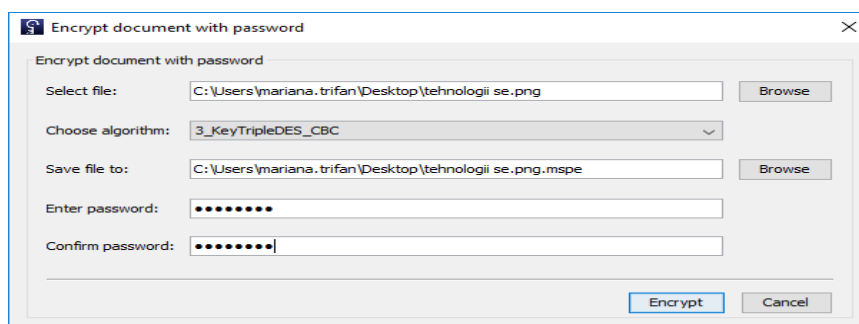 Encrypt document with password
Encrypt document with password
Select file: C:\Users\mariana.trifan\Desktop\tehnologii se.png Browse
Choose algorithm: 3_KeyTripleDES_CBC
Save file to: C:\Users\mariana.trifan\Desktop\tehnologii se.png.mspe Browse
Enter password: ●●●●●●●●
Confirm password: ●●●●●●●●
Encrypt Cancel